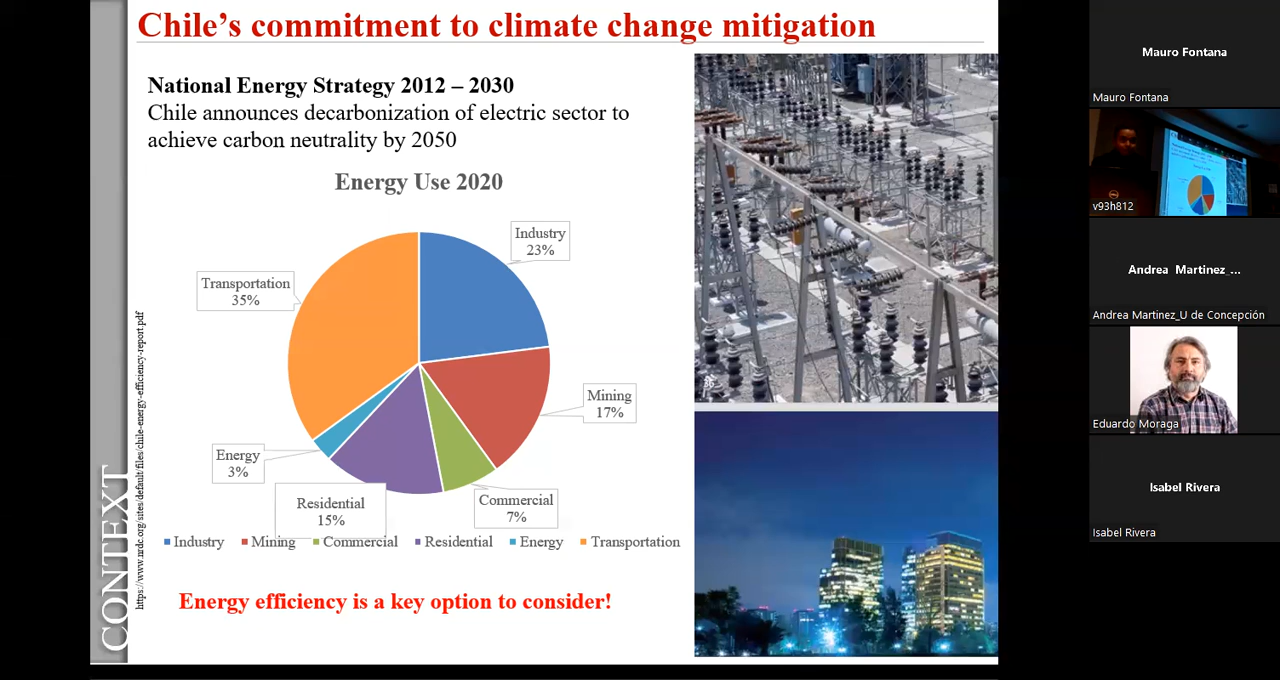 Chile's commitment to climate change mitigation
National Energy Strategy 2012 – 2030
Chile announces decarbonization of electric sector to
achieve carbon neutrality by 2050
Energy Use 2020
Industry
23%
Transportation
35%
Mining
17%
Energy
3%
Residential
15%
Commercial
7%
Industry Mining Commercial Residential Energy Transportation
Energy efficiency is a key option to consider!
CONTEXT
https://www.nrdc.org/sites/default/files/chile-energy-efficiency-report.pdf
Mauro Fontana
Mauro Fontana
v93h812
Andrea Martinez_...
Andrea Martinez_U de Concepción
Eduardo Moraga
Isabel Rivera
Isabel Rivera